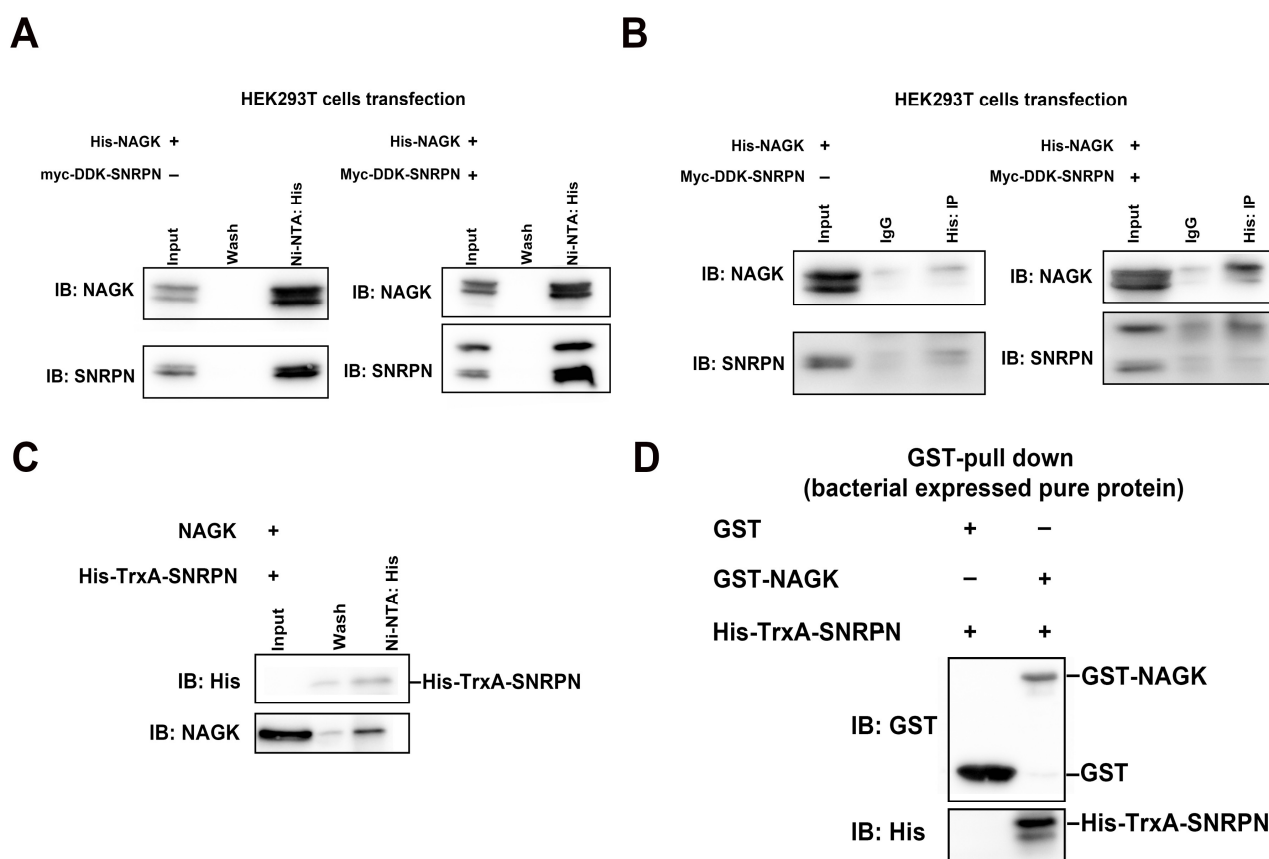 A
HEK293T cells transfection
His-NAGK +
myc-DDK-SNRPN –
Input
Wash
Ni-NTA: His
IB: NAGK
IB: SNRPN
His-NAGK +
Myc-DDK-SNRPN +
Input
Wash
Ni-NTA: His
IB: NAGK
IB: SNRPN
B
HEK293T cells transfection
His-NAGK +
Myc-DDK-SNRPN –
Input
IgG
His: IP
IB: NAGK
IB: SNRPN
His-NAGK +
Myc-DDK-SNRPN +
Input
IgG
His: IP
IB: NAGK
IB: SNRPN
C
NAGK +
His-TrxA-SNRPN +
Input
Wash
Ni-NTA: His
IB: His –His-TrxA-SNRPN
IB: NAGK
D
GST-pull down
(bacterial expressed pure protein)
GST + –
GST-NAGK – +
His-TrxA-SNRPN + +
–GST-NAGK
IB: GST
–GST
IB: His –His-TrxA-SNRPN